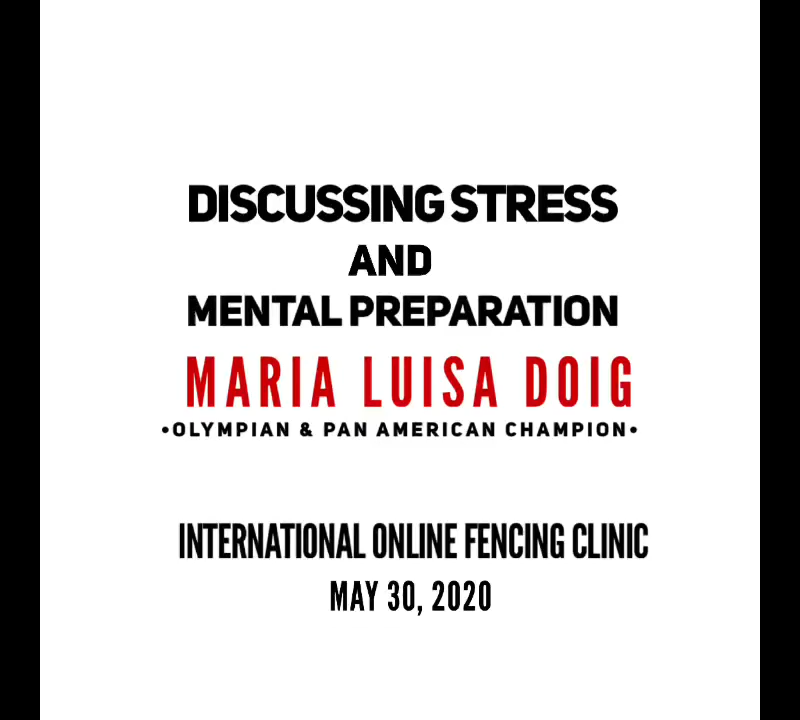 DISCUSSING STRESS
AND
MENTAL PREPARATION
MARIA LUISA DOIG
•OLYMPIAN & PAN AMERICAN CHAMPION•
INTERNATIONAL ONLINE FENCING CLINIC
MAY 30, 2020